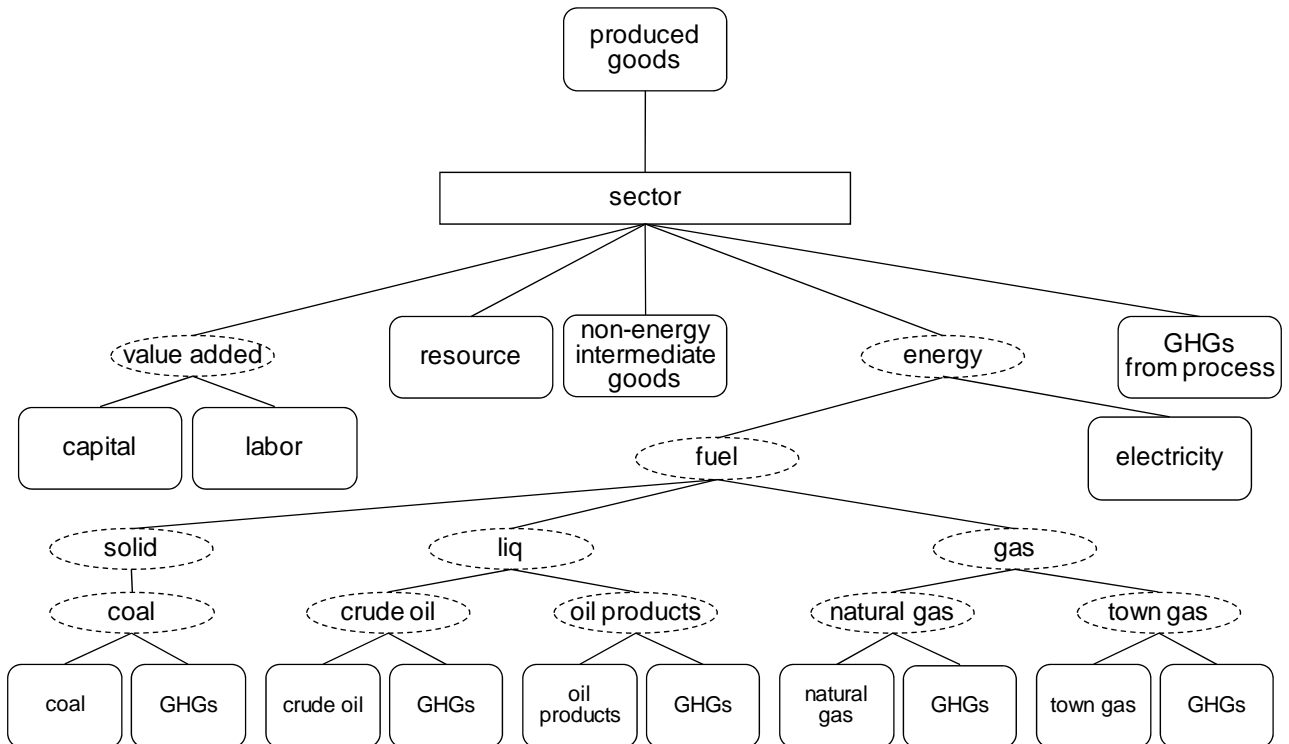 produced
goods
sector
value added
resource
non-energy
intermediate
goods
energy
GHGs
from process
capital
labor
fuel
electricity
solid
liq
gas
coal
crude oil
oil products
natural gas
town gas
coal
GHGs
crude oil
GHGs
oil
products
GHGs
natural
gas
GHGs
town gas
GHGs